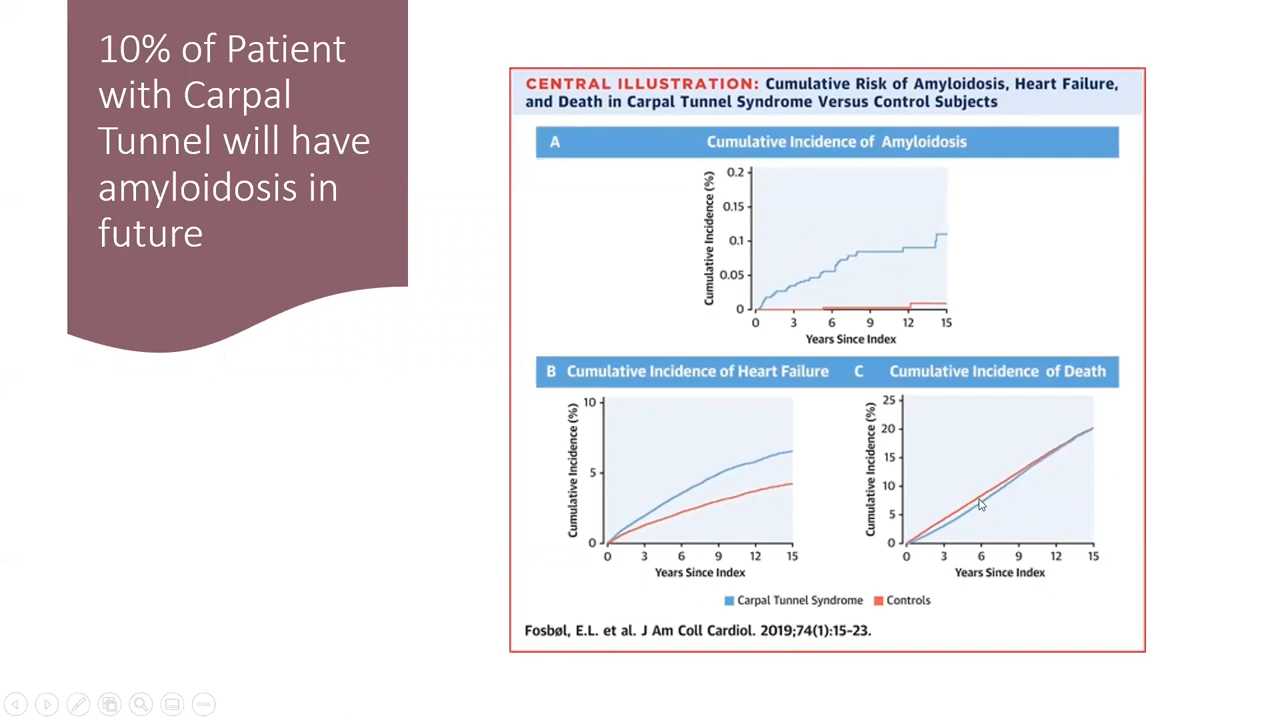 10% of Patient
with Carpal
Tunnel will have
amyloidosis in
future
CENTRAL ILLUSTRATION: Cumulative Risk of Amyloidosis, Heart Failure,
and Death in Carpal Tunnel Syndrome Versus Control Subjects
A Cumulative Incidence of Amyloidosis
Cumulative Incidence (%)
0.2
0.15
0.1
0.05
0
0 3 6 9 12 15
Years Since Index
B Cumulative Incidence of Heart Failure
Cumulative Incidence (%)
10
5
0
0 3 6 9 12 15
Years Since Index
C Cumulative Incidence of Death
Cumulative Incidence (%)
25
20
15
10
5
0
0 3 6 9 12 15
Years Since Index
Carpal Tunnel Syndrome Controls
Fosbøl, E.L. et al. J Am Coll Cardiol. 2019;74(1):15-23.